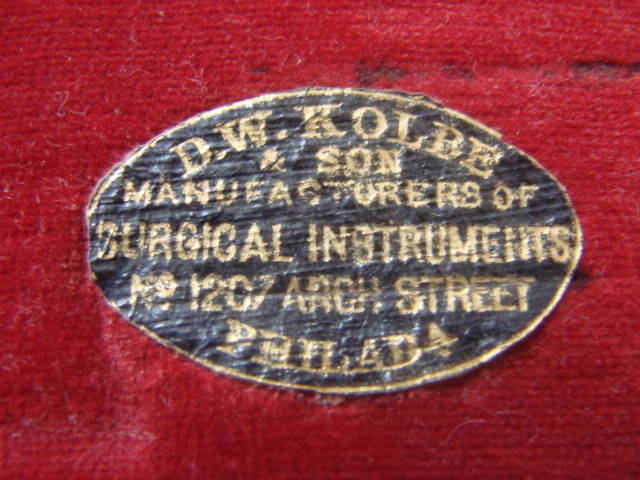 D.W. KOLBE
& SON
MANUFACTURERS OF
SURGICAL INSTRUMENTS
No 1207 ARCH STREET
PHILADA